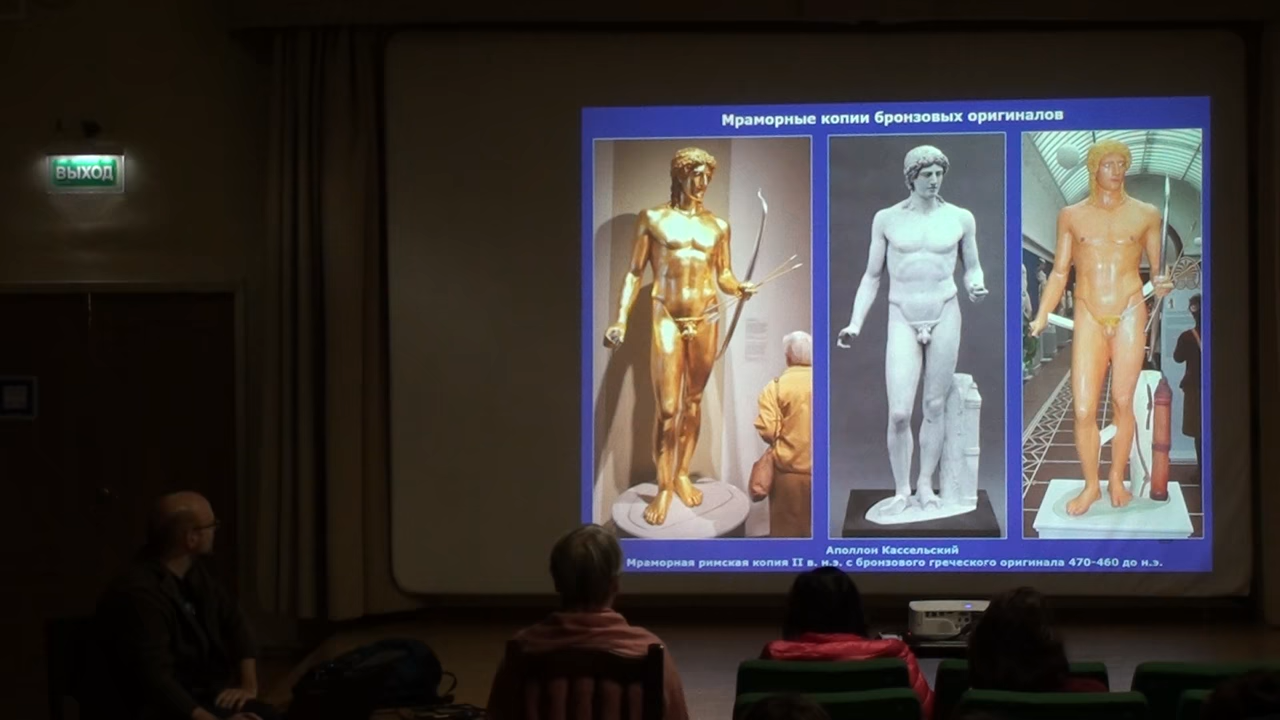 Мраморные копии бронзовых оригиналов
ВЫХОД
Аполлон Кассельский
Мраморная римская копия II в. н.э. с бронзового греческого оригинала 470-460 до н.э.